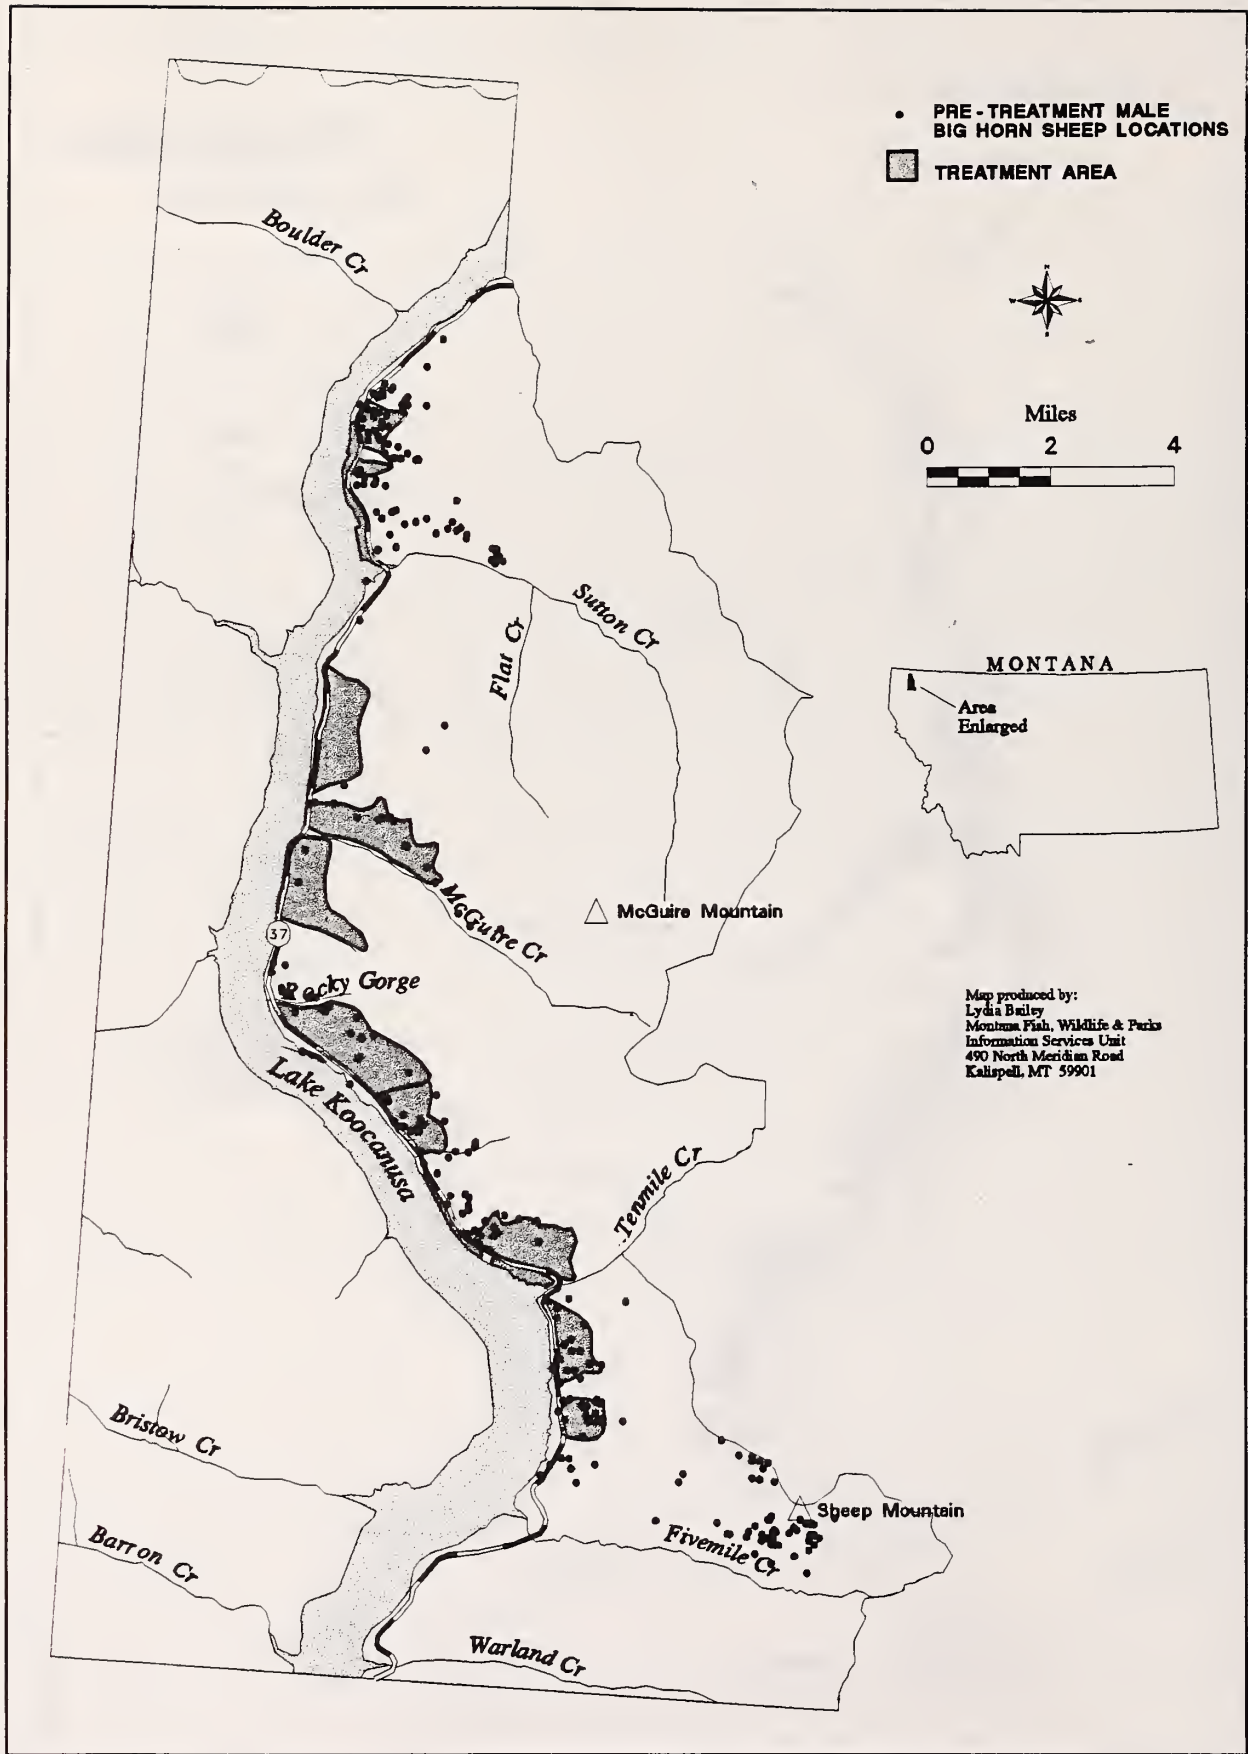 PRE-TREATMENT MALE
BIG HORN SHEEP LOCATIONS
TREATMENT AREA
Boulder Cr
N
W
S
Miles
0 2 4
Sutton Cr
Flat Cr
MONTANA
Area
Enlarged
McGuire Mountain
McGuire Cr
37
Rocky Gorge
Map produced by:
Lydia Bailey
Montana Fish, Wildlife & Parks
Information Services Unit
490 North Meridian Road
Kalispell, MT 59901
Lake Koocanusa
Tenmile Cr
Bristow Cr
Sheep Mountain
Fivemile Cr
Barron Cr
Warland Cr